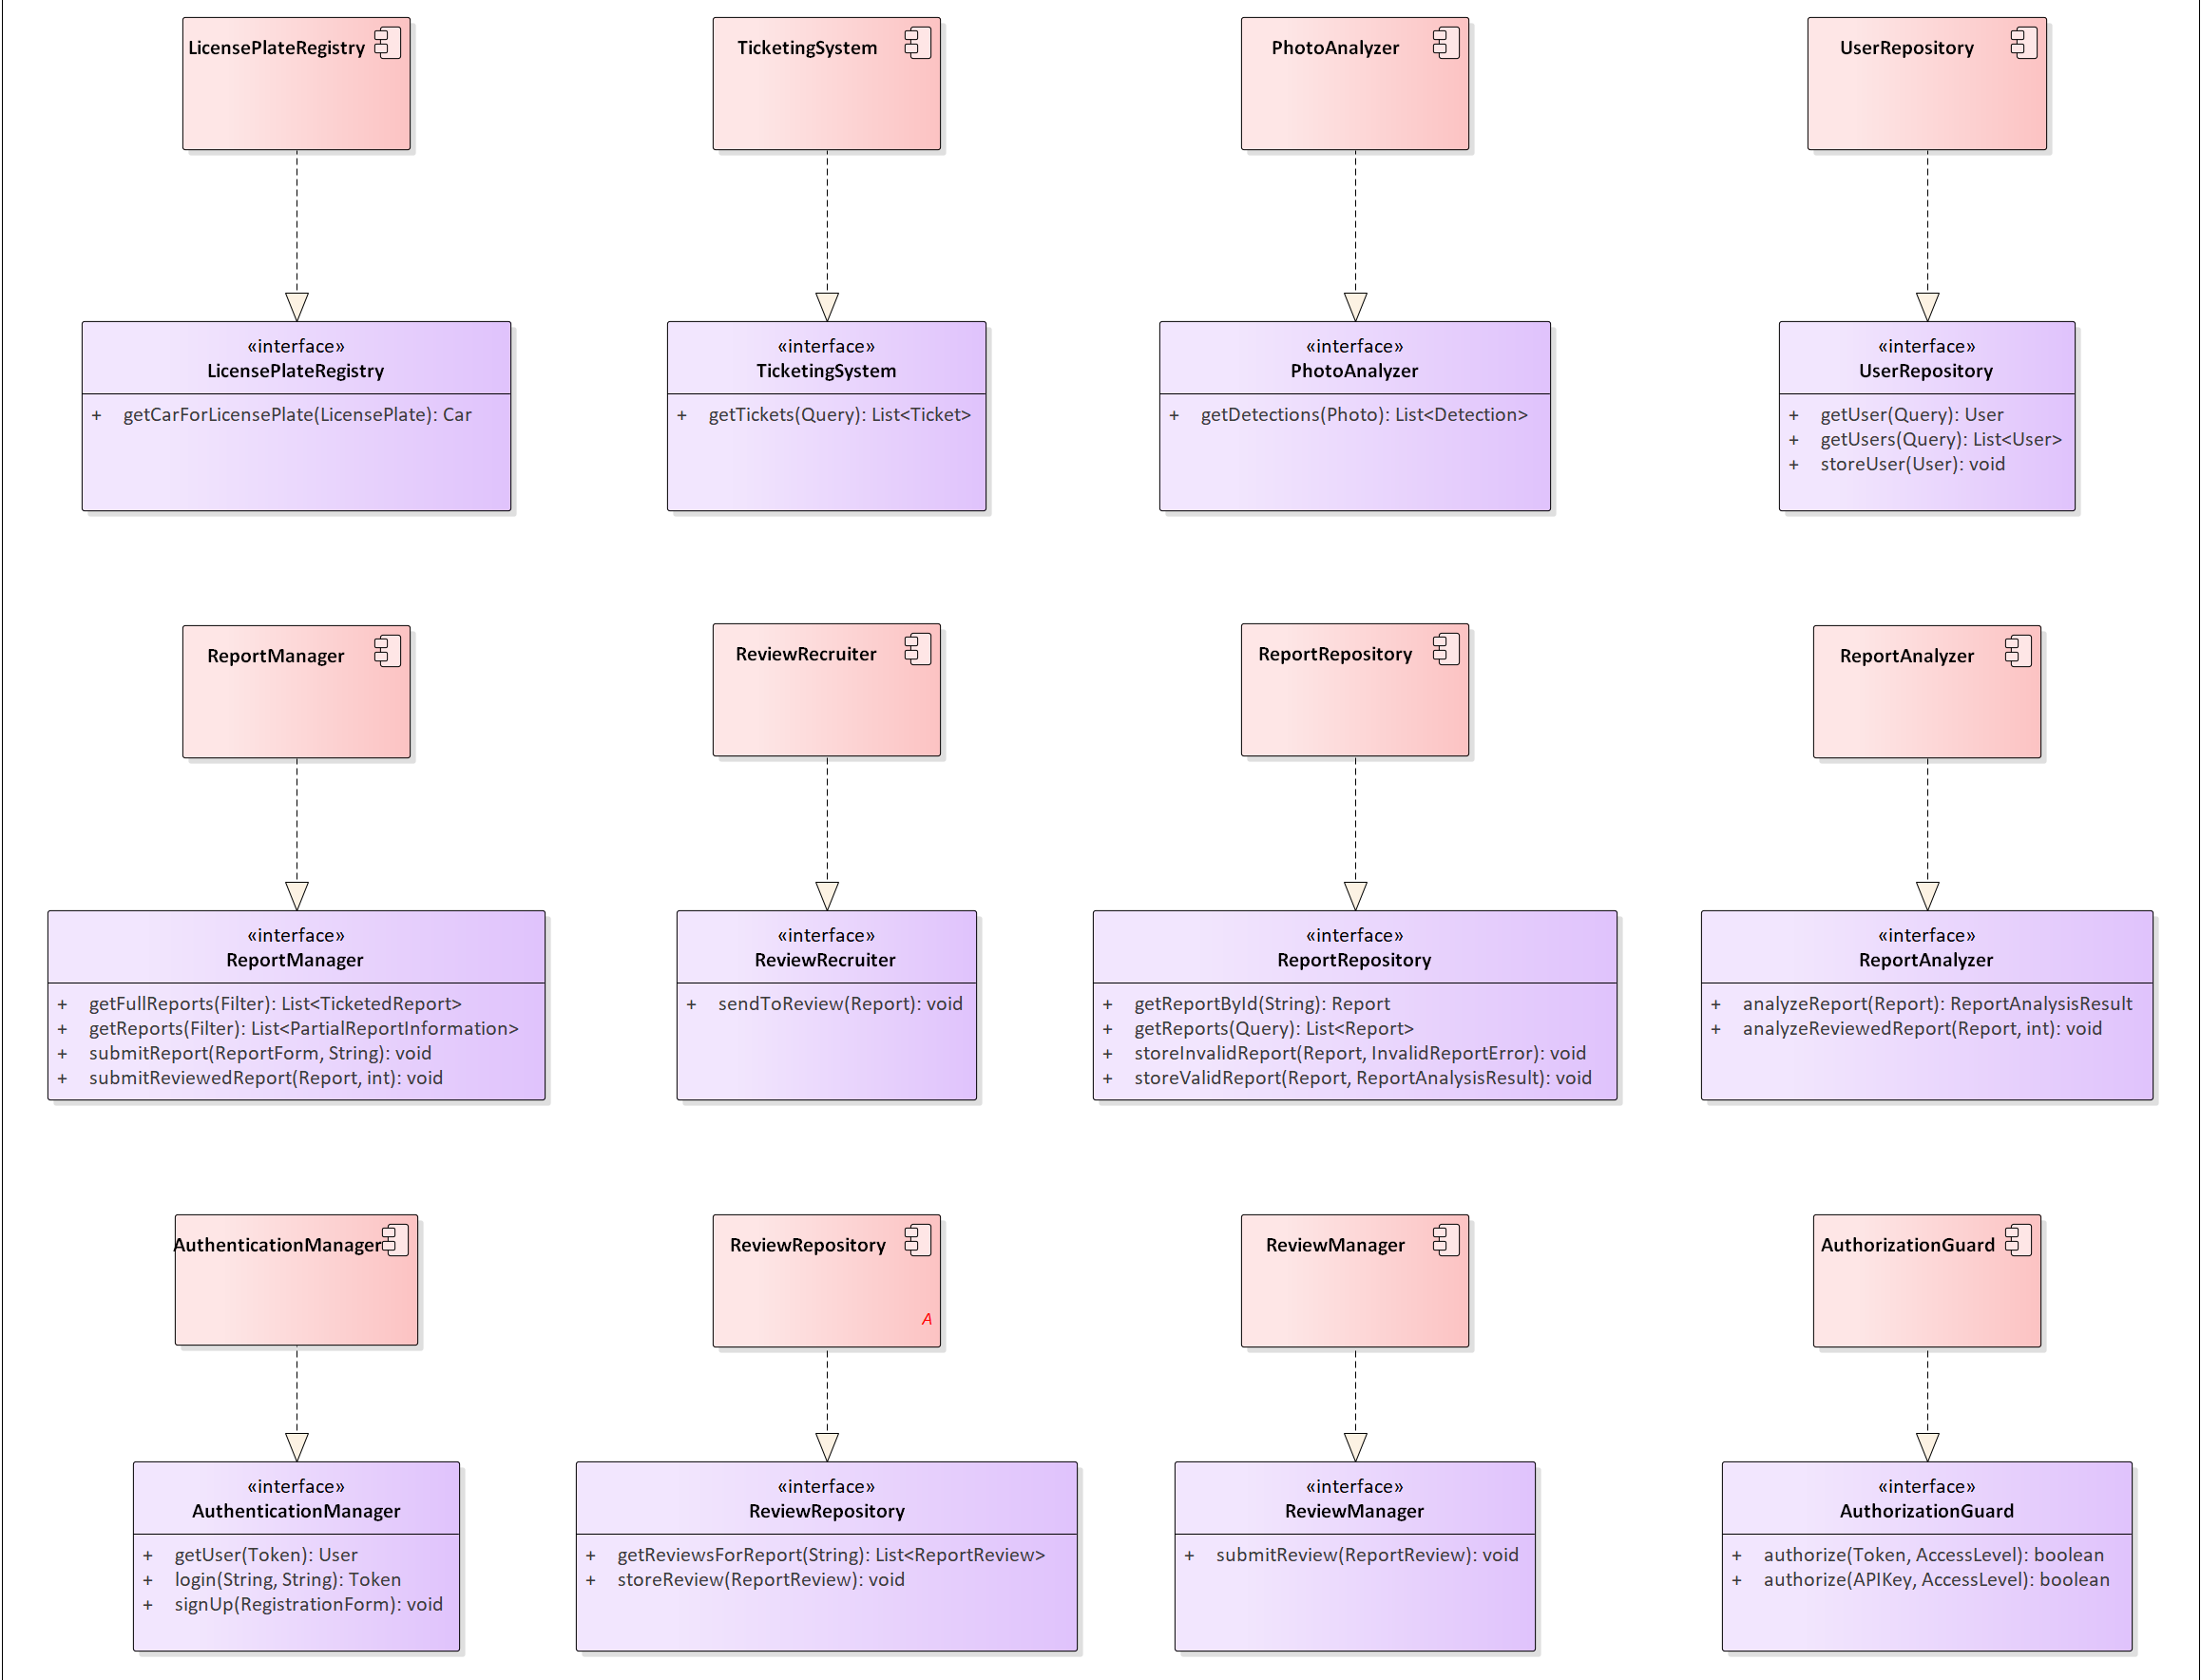 LicensePlateRegistry
TicketingSystem
PhotoAnalyzer
UserRepository
«interface»
LicensePlateRegistry
+ getCarForLicensePlate(LicensePlate): Car
«interface»
TicketingSystem
+ getTickets(Query): List<Ticket>
«interface»
PhotoAnalyzer
+ getDetections(Photo): List<Detection>
«interface»
UserRepository
+ getUser(Query): User
+ getUsers(Query): List<User>
+ storeUser(User): void
ReportManager
ReviewRecruiter
ReportRepository
ReportAnalyzer
«interface»
ReportManager
+ getFullReports(Filter): List<TicketedReport>
+ getReports(Filter): List<PartialReportInformation>
+ submitReport(ReportForm, String): void
+ submitReviewedReport(Report, int): void
«interface»
ReviewRecruiter
+ sendToReview(Report): void
«interface»
ReportRepository
+ getReportById(String): Report
+ getReports(Query): List<Report>
+ storeInvalidReport(Report, InvalidReportError): void
+ storeValidReport(Report, ReportAnalysisResult): void
«interface»
ReportAnalyzer
+ analyzeReport(Report): ReportAnalysisResult
+ analyzeReviewedReport(Report, int): void
AuthenticationManager
ReviewRepository
A
ReviewManager
AuthorizationGuard
«interface»
AuthenticationManager
+ getUser(Token): User
+ login(String, String): Token
+ signUp(RegistrationForm): void
«interface»
ReviewRepository
+ getReviewsForReport(String): List<ReportReview>
+ storeReview(ReportReview): void
«interface»
ReviewManager
+ submitReview(ReportReview): void
«interface»
AuthorizationGuard
+ authorize(Token, AccessLevel): boolean
+ authorize(APIKey, AccessLevel): boolean